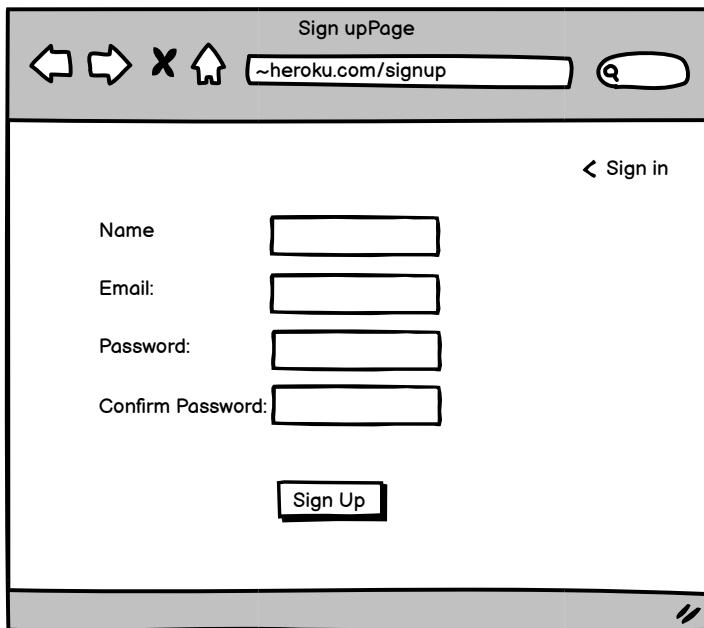 Sign upPage
~heroku.com/signup
Sign in
Name
Email:
Password:
Confirm Password:
Sign Up